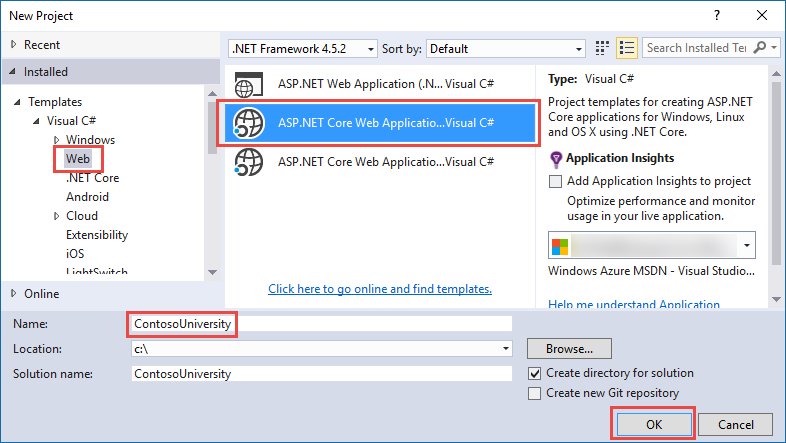 New Project
?
Recent
.NET Framework 4.5.2
Sort by: Default
Search Installed Te
Installed
Templates
Visual C#
Windows
Web
.NET Core
Android
Cloud
Extensibility
iOS
LightSwitch
Online
ASP.NET Web Application (.N... Visual C#
ASP.NET Core Web Applicatio... Visual C#
ASP.NET Core Web Applicatio... Visual C#
Click here to go online and find templates.
Type: Visual C#
Project templates for creating ASP.NET
Core applications for Windows, Linux
and OS X using .NET Core.
Application Insights
Add Application Insights to project
Optimize performance and monitor
usage in your live application.
Windows Azure MSDN - Visual Studio...
Help me understand Application
Name: ContosoUniversity
Location: c:\
Browse...
Solution name: ContosoUniversity
Create directory for solution
Create new Git repository
OK
Cancel